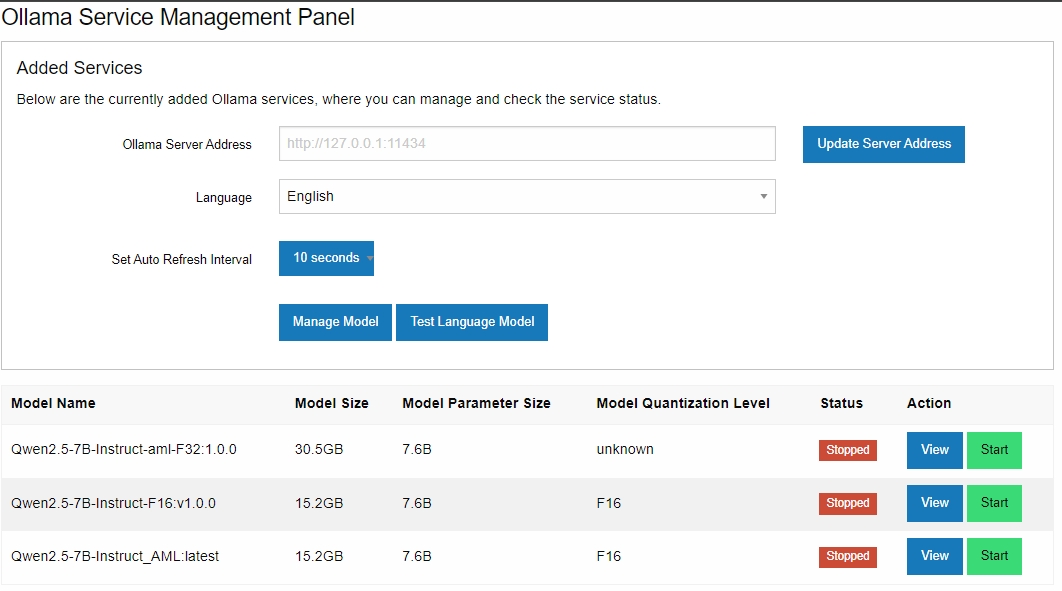 Ollama Service Management Panel
Added Services
Below are the currently added Ollama services, where you can manage and check the service status.
Ollama Server Address http://127.0.0.1:11434 Update Server Address
Language English
Set Auto Refresh Interval 10 seconds
Manage Model Test Language Model
Model Name Model Size Model Parameter Size Model Quantization Level Status Action
Qwen2.5-7B-Instruct-aml-F32:1.0.0 30.5GB 7.6B unknown Stopped View Start
Qwen2.5-7B-Instruct-F16:v1.0.0 15.2GB 7.6B F16 Stopped View Start
Qwen2.5-7B-Instruct_AML:latest 15.2GB 7.6B F16 Stopped View Start